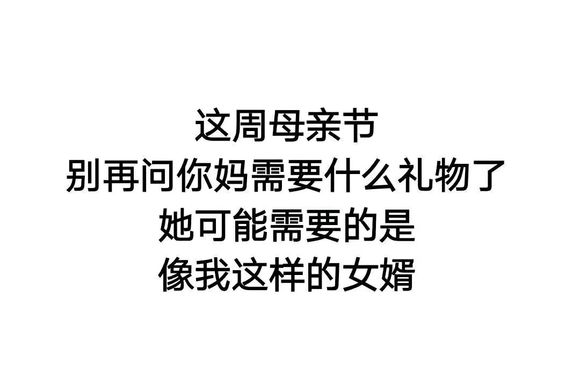 这周母亲节
别再问你妈需要什么礼物了
她可能需要的是
像我这样的女婿